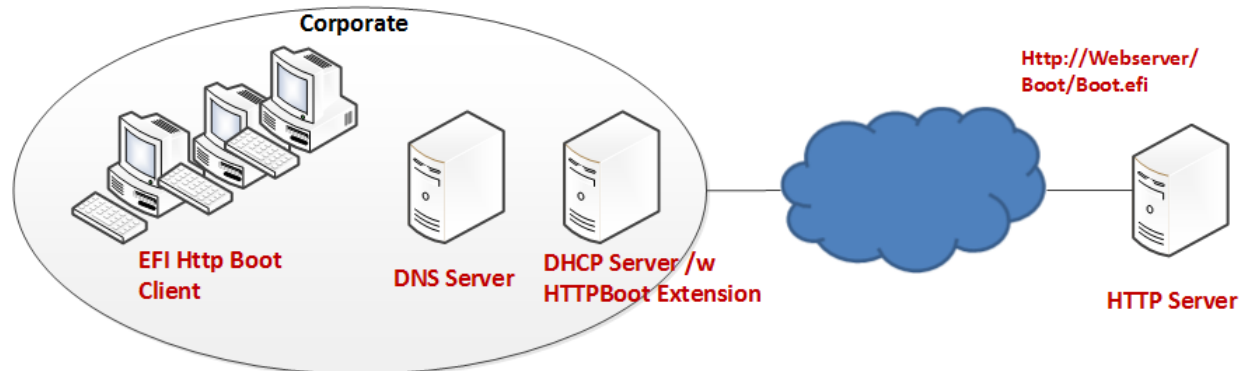 Corporate
Http://Webserver/
Boot/Boot.efi
EFI Http Boot
Client
DNS Server
DHCP Server /w
HTTPBoot Extension
HTTP Server